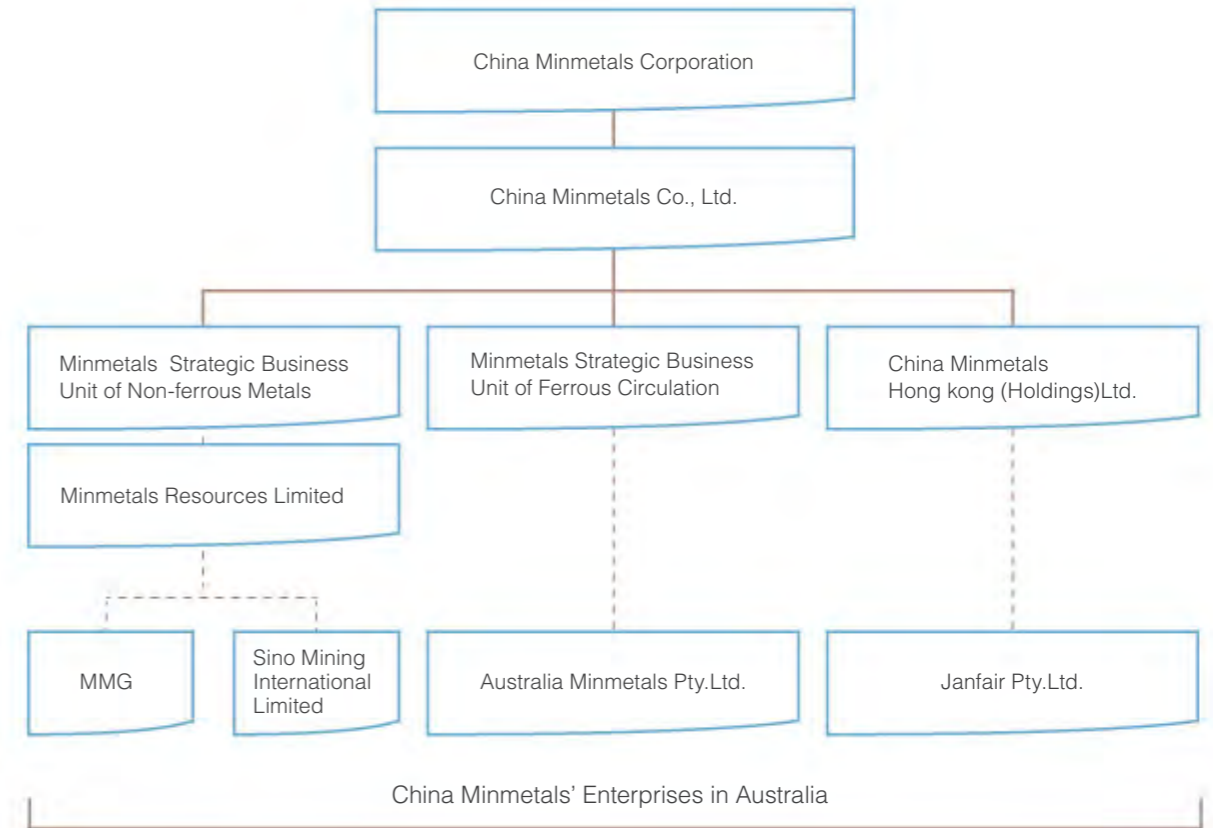 China Minmetals Corporation
China Minmetals Co., Ltd.
Minmetals Strategic Business
Unit of Non-ferrous Metals
Minmetals Strategic Business
Unit of Ferrous Circulation
China Minmetals
Hong kong (Holdings)Ltd.
Minmetals Resources Limited
MMG
Sino Mining
International
Limited
Australia Minmetals Pty.Ltd.
Janfair Pty.Ltd.
China Minmetals’ Enterprises in Australia